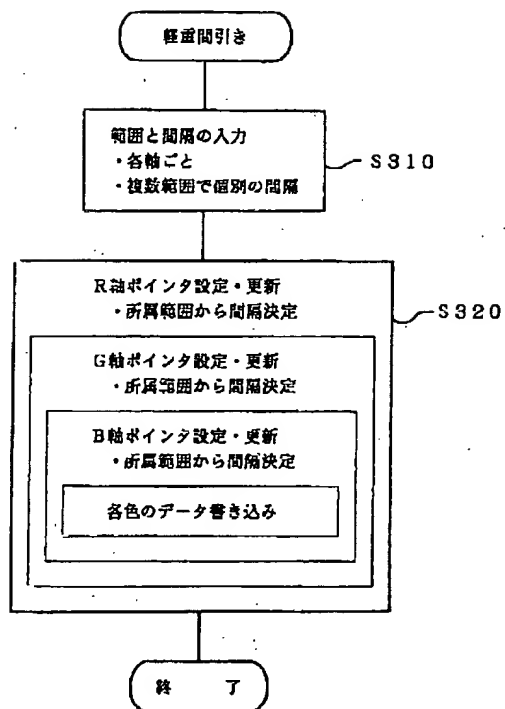 軽重間引き
範囲と間隔の入力
・各軸ごと
・複数範囲で個別の間隔
S310
R軸ポインタ設定・更新
・所属範囲から間隔決定
S320
G軸ポインタ設定・更新
・所属範囲から間隔決定
B軸ポインタ設定・更新
・所属範囲から間隔決定
各色のデータ書き込み
終 了